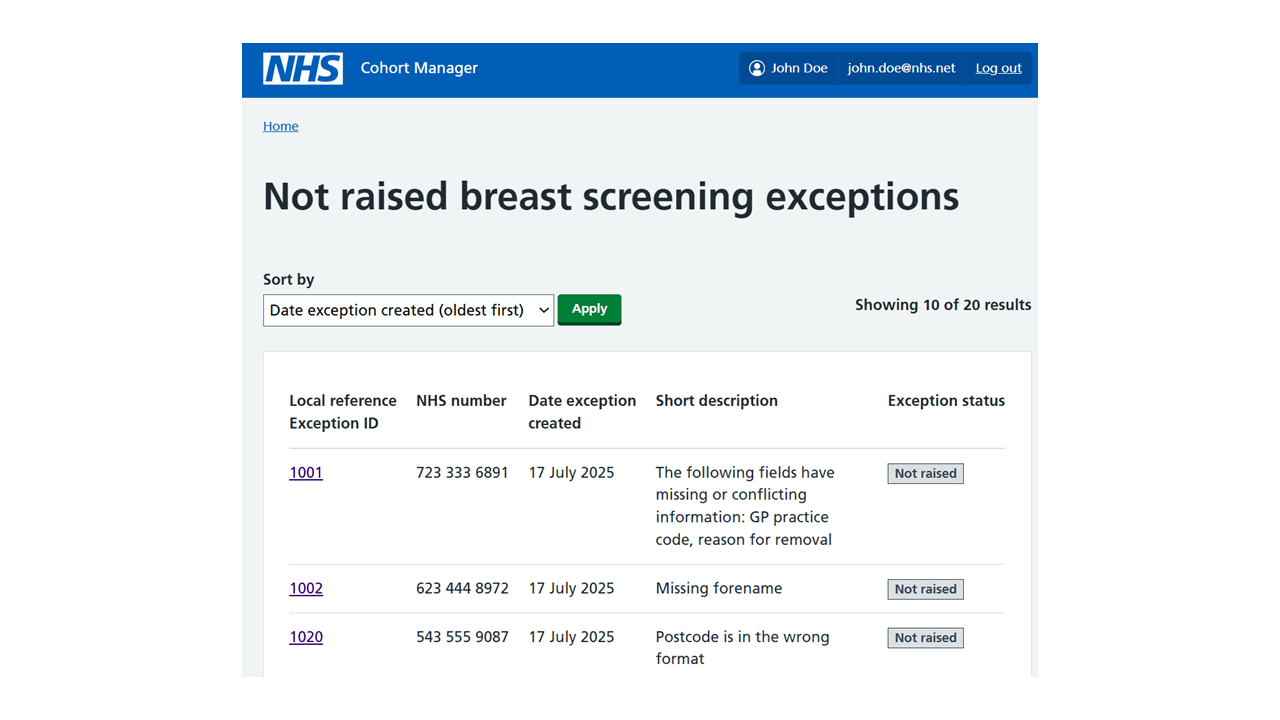 NHS Cohort Manager John Doe john.doe@nhs.net Log out
Home
Not raised breast screening exceptions
Sort by
Date exception created (oldest first) Apply Showing 10 of 20 results
Local reference NHS number Date exception Short description Exception status
Exception ID created
1001 723 333 6891 17 July 2025 The following fields have Not raised
missing or conflicting
information: GP practice
code, reason for removal
1002 623 444 8972 17 July 2025 Missing forename Not raised
1020 543 555 9087 17 July 2025 Postcode is in the wrong Not raised
format